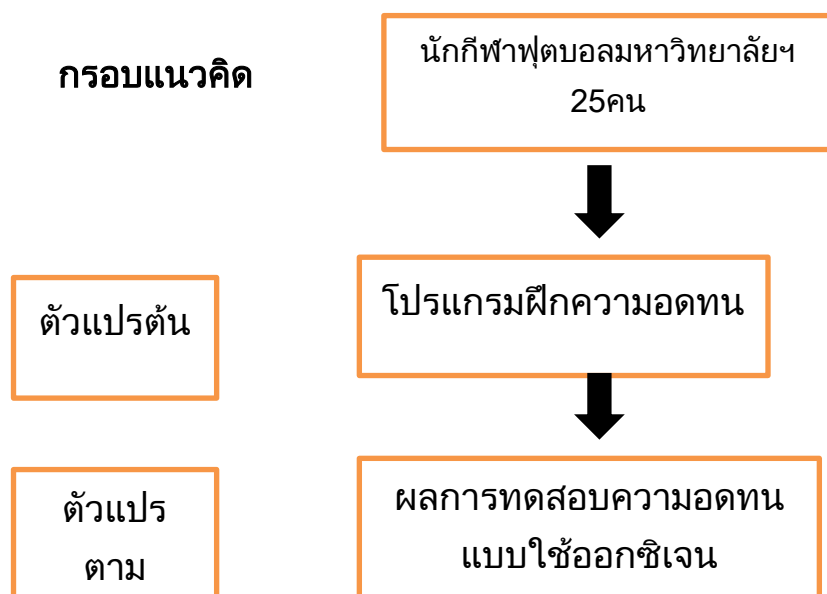 กรอบแนวคิด
นักกีฬาฟุตบอลมหาวิทยาลัยฯ
25คน
ตัวแปรต้น
โปรแกรมฝึกความอดทน
ตัวแปร
ตาม
ผลการทดสอบความอดทน
แบบใช้ออกซิเจน